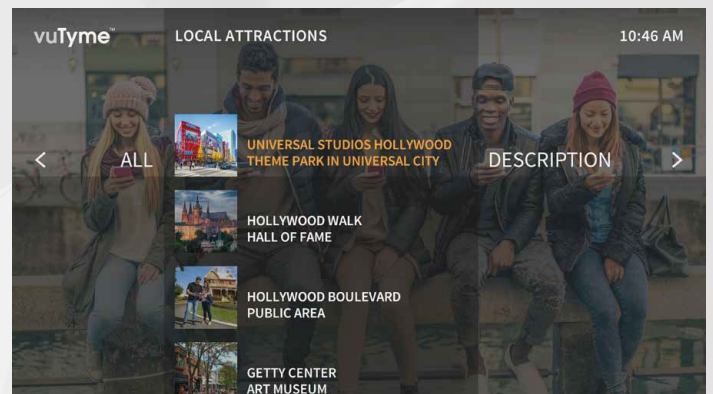 vuTyme™
LOCAL ATTRACTIONS
10:46 AM
ALL
UNIVERSAL STUDIOS HOLLYWOOD
THEME PARK IN UNIVERSAL CITY
DESCRIPTION
HOLLYWOOD WALK
HALL OF FAME
HOLLYWOOD BOULEVARD
PUBLIC AREA
GETTY CENTER
ART MUSEUM